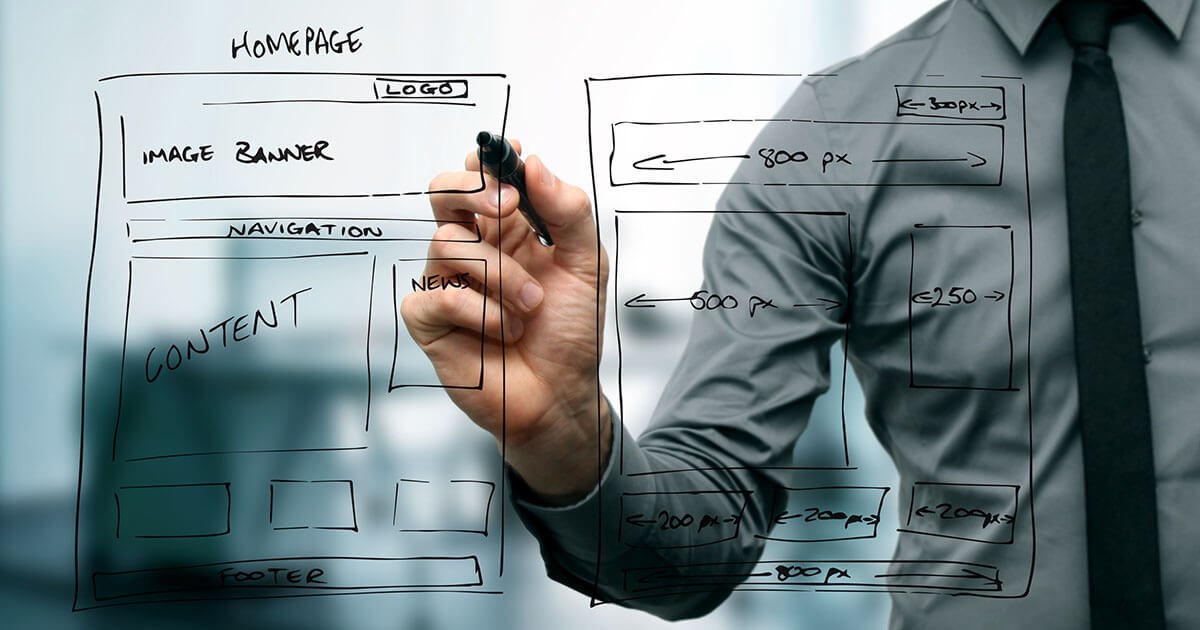 HOMEPAGE
LOGO
IMAGE BANNER
NAVIGATION
CONTENT
NEWS
FOOTER
300px
800 px
500 px
250
200 px
200px
200px
800 px